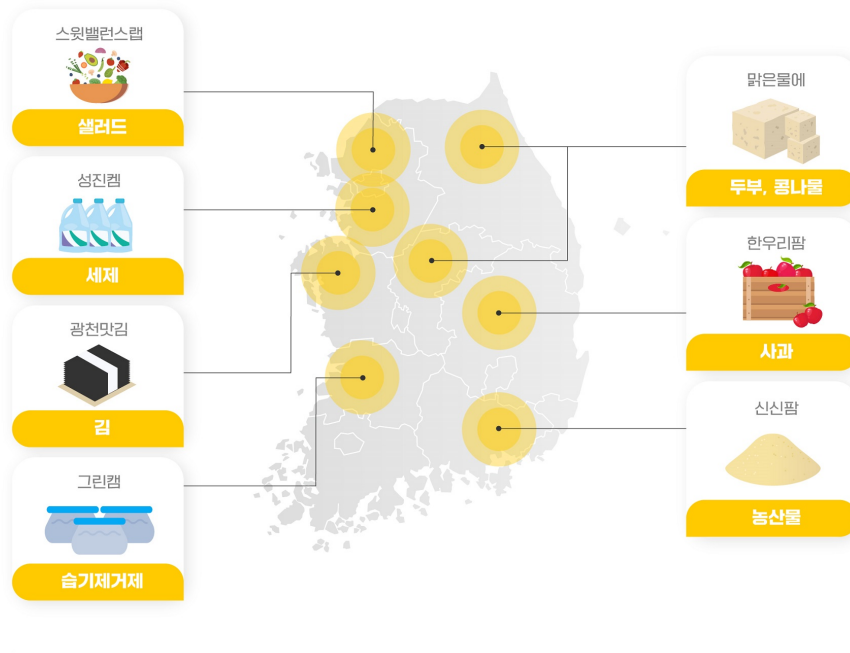 스윗밸런스랩
샐러드
성진켐
세제
광천맛김
김
그린캠
습기제거제
맑은물에
두부, 콩나물
한우리팜
사과
신신팜
농산물